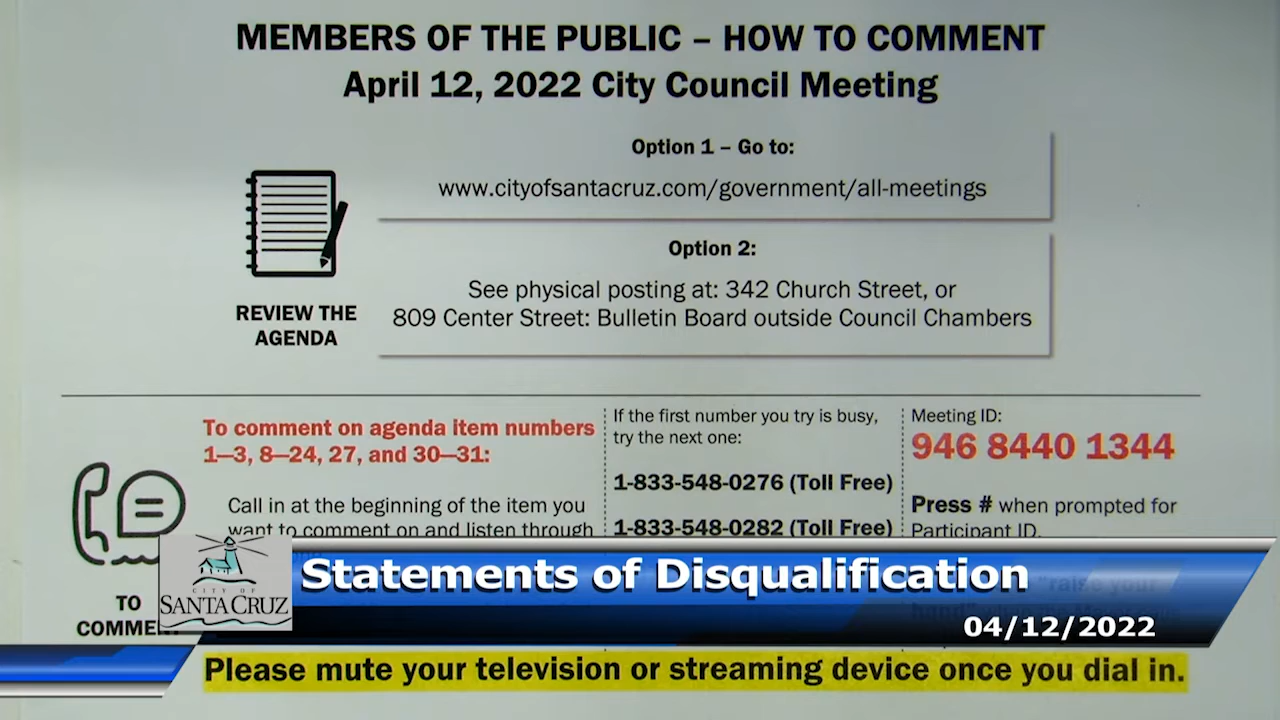 MEMBERS OF THE PUBLIC – HOW TO COMMENT
April 12, 2022 City Council Meeting
REVIEW THE
AGENDA
Option 1 – Go to:
www.cityofsantacruz.com/government/all-meetings
Option 2:
See physical posting at: 342 Church Street, or
809 Center Street: Bulletin Board outside Council Chambers
TO
COMMENT
To comment on agenda item numbers
1—3, 8—24, 27, and 30—31:
Call in at the beginning of the item you
want to comment on and listen through
If the first number you try is busy,
try the next one:
1-833-548-0276 (Toll Free)
1-833-548-0282 (Toll Free)
Meeting ID:
946 8440 1344
Press # when prompted for
Participant ID.
"raise your
hand"
CITY OF
SANTA CRUZ
Statements of Disqualification
04/12/2022
Please mute your television or streaming device once you dial in.